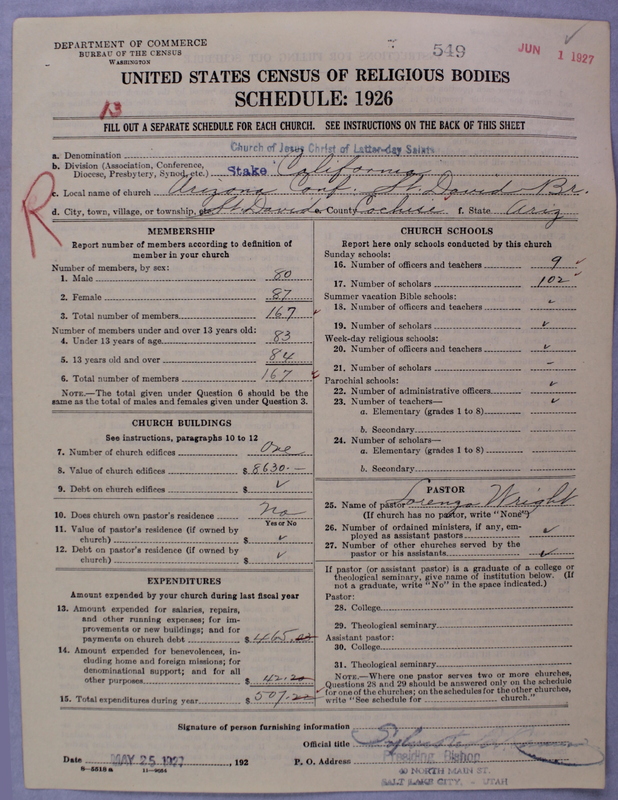 DEPARTMENT OF COMMERCE
BUREAU OF THE CENSUS
WASHINGTON
549
JUN 1 1927
UNITED STATES CENSUS OF RELIGIOUS BODIES
SCHEDULE: 1926
13
FILL OUT A SEPARATE SCHEDULE FOR EACH CHURCH. SEE INSTRUCTIONS ON THE BACK OF THIS SHEET
a. Denomination Church of Jesus Christ of Latter-day Saints
b. Division (Association, Conference, Diocese, Presbytery, Synod, etc.) Stake California
R
c. Local name of church Arizona Conf. St. David Br.
d. City, town, village, or township, etc. St. David e. County Cochise f. State Ariz
MEMBERSHIP
Report number of members according to definition of
member in your church
Number of members, by sex:
1. Male 80
2. Female 87
3. Total number of members 167
Number of members under and over 13 years old:
4. Under 13 years of age 83
5. 13 years old and over 84
6. Total number of members 167
NOTE.—The total given under Question 6 should be
same as the total of males and females given under Question 3.
CHURCH BUILDINGS
See instructions, paragraphs 10 to 12
7. Number of church edifices One
8. Value of church edifices $ 8630.—
9. Debt on church edifices $ ✓
10. Does church own pastor's residence No
Yes or No
11. Value of pastor's residence (if owned by
church) $ ✓
12. Debt on pastor's residence (if owned by
church) $ ✓
EXPENDITURES
Amount expended by your church during last fiscal year
13. Amount expended for salaries, repairs,
and other running expenses; for im-
provements or new buildings; and for
payments on church debt $ 465.00
14. Amount expended for benevolences, in-
cluding home and foreign missions; for
denominational support; and for all
other purposes $ 42.20
15. Total expenditures during year $ 507.20
CHURCH SCHOOLS
Report here only schools conducted by this church
Sunday schools:
16. Number of officers and teachers 9 ✓
17. Number of scholars 102 ✓
Summer vacation Bible schools:
18. Number of officers and teachers ✓
19. Number of scholars ✓
Week-day religious schools:
20. Number of officers and teachers ✓
21. Number of scholars –
Parochial schools:
22. Number of administrative officers ✓
23. Number of teachers— ✓
a. Elementary (grades 1 to 8)
b. Secondary
24. Number of scholars—
a. Elementary (grades 1 to 8)
b. Secondary
PASTOR
25. Name of pastor Lorenzo Wright
(If church has no pastor, write "None")
26. Number of ordained ministers, if any, em-
ployed as assistant pastors ✓
27. Number of other churches served by the
pastor or his assistants ✓
If pastor (or assistant pastor) is a graduate of a college or
theological seminary, give name of institution below. (If
not a graduate, write "No" in the space indicated.)
Pastor:
28. College
29. Theological seminary
Assistant pastor:
30. College
31. Theological seminary
NOTE.—Where one pastor serves two or more churches,
Questions 28 and 29 should be answered only on the schedule
for one of the churches; on the schedules for the other churches,
write "See schedule for church."
Signature of person furnishing information
Official title Presiding Bishop
Date MAY 25 1927, 192 P. O. Address 40 NORTH MAIN ST.
SALT LAKE CITY, - UTAH
8—5518 a 11—9054